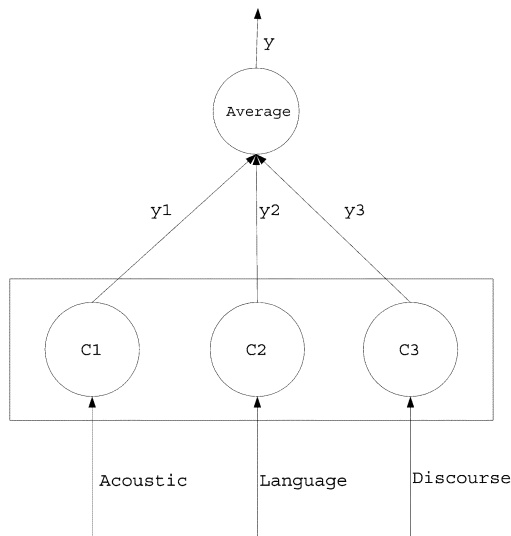 y
Average
y1 y2 y3
C1 C2 C3
Acoustic Language Discourse